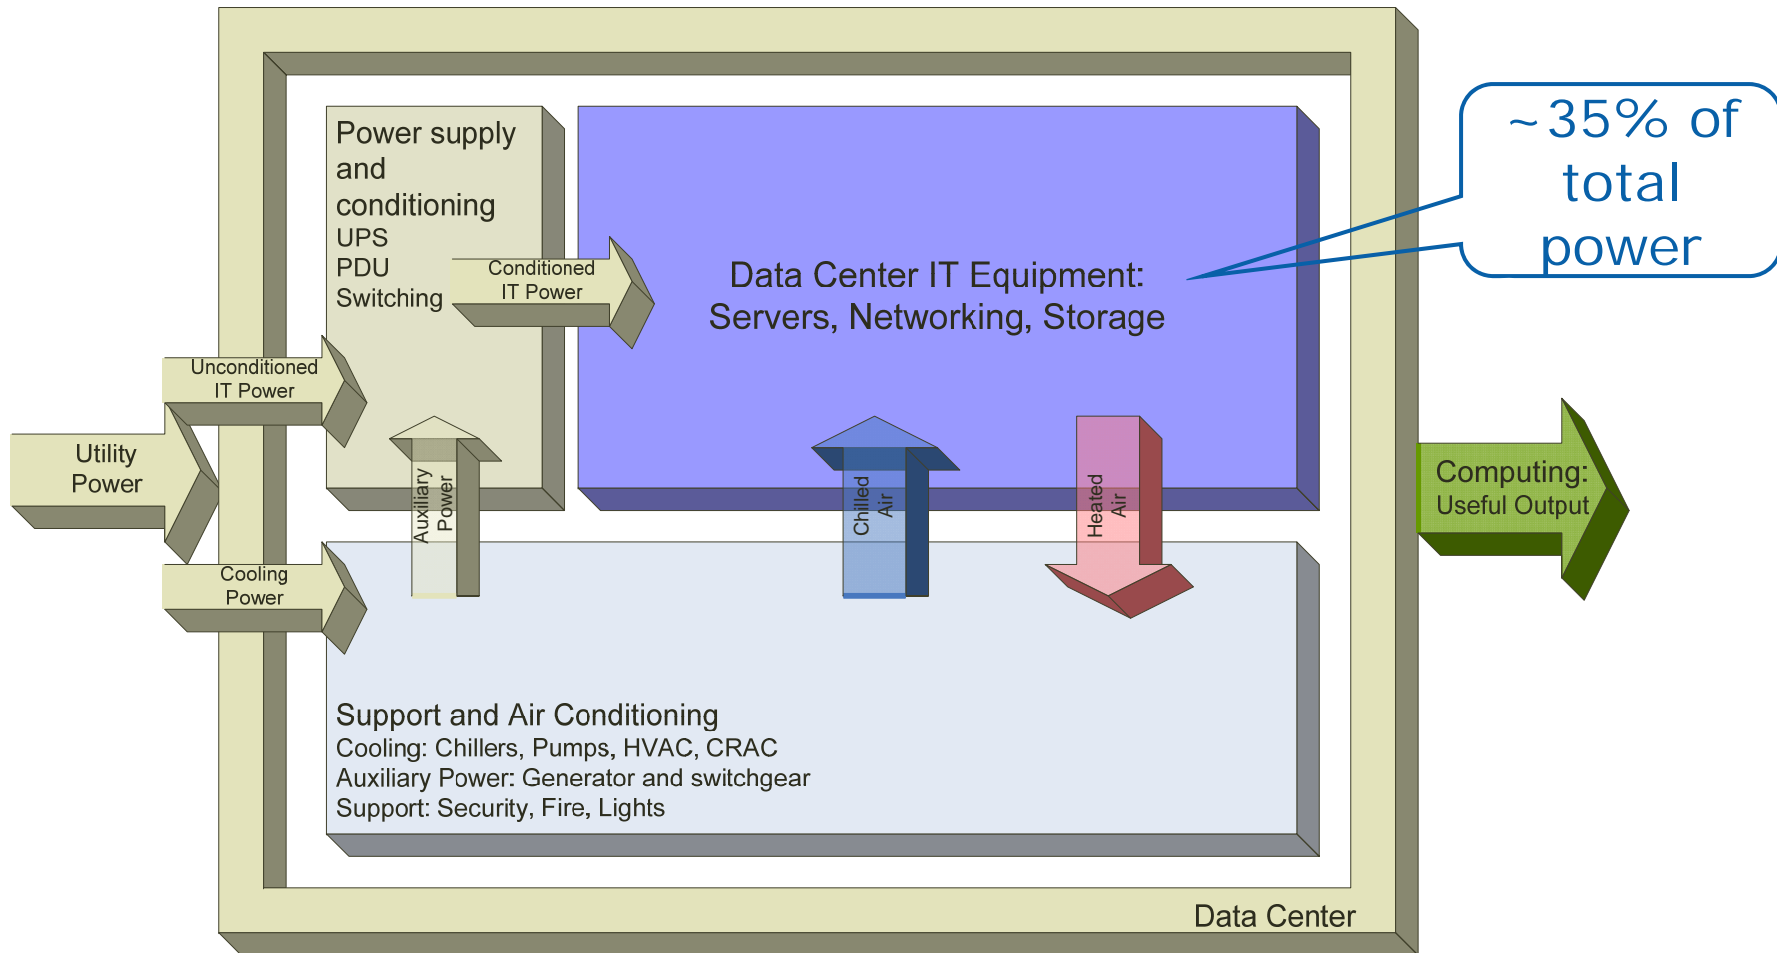 Power supply
and
conditioning
UPS
PDU
Switching
Conditioned
IT Power
Data Center IT Equipment:
Servers, Networking, Storage
~35% of
total
power
Unconditioned
IT Power
Utility
Power
Cooling
Power
Auxiliary
Power
Chilled
Air
Heated
Air
Computing:
Useful Output
Support and Air Conditioning
Cooling: Chillers, Pumps, HVAC, CRAC
Auxiliary Power: Generator and switchgear
Support: Security, Fire, Lights
Data Center